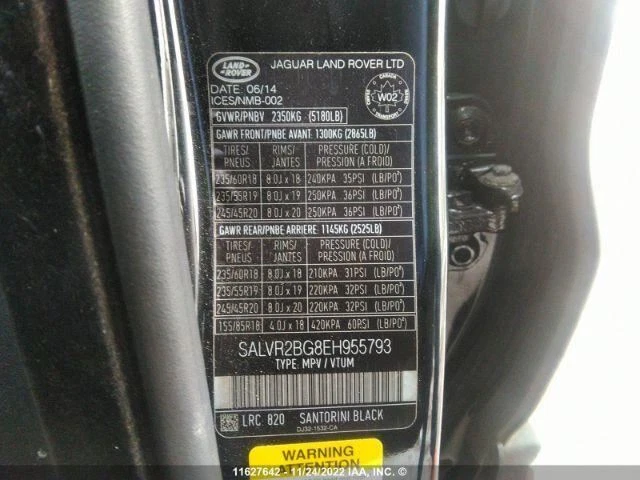 LAND-ROVER
JAGUAR LAND ROVER LTD
DATE: 06/14
ICES/NMB-002
CANADA
W02
TRANSPORT
GVWR/PNBV 2350KG (5180LB)
GAWR FRONT/PNBE AVANT 1300KG (2865LB)
TIRES/ PNEUS RIMS/ JANTES PRESSURE (COLD)/ PRESSION (A FROID)
235/60R18 8.0J x 18 240KPA 35PSI (LB/PO²)
235/55R19 8.0J x 19 250KPA 36PSI (LB/PO²)
245/45R20 8.0J x 20 250KPA 36PSI (LB/PO²)
GAWR REAR/PNBE ARRIERE 1145KG (2525LB)
TIRES/ PNEUS RIMS/ JANTES PRESSURE (COLD)/ PRESSION (A FROID)
235/60R18 8.0J x 18 210KPA 31PSI (LB/PO²)
235/55R19 8.0J x 19 220KPA 32PSI (LB/PO²)
245/45R20 8.0J x 20 220KPA 32PSI (LB/PO²)
155/85R18 4.0J x 18 420KPA 60PSI (LB/PO²)
SALVR2BG8EH955793
TYPE: MPV / VTUM
LRC 820 SANTORINI BLACK
DJ32-1532-CA
WARNING
ATTENTION
11627642 - 11/24/2022 IAA, Inc.